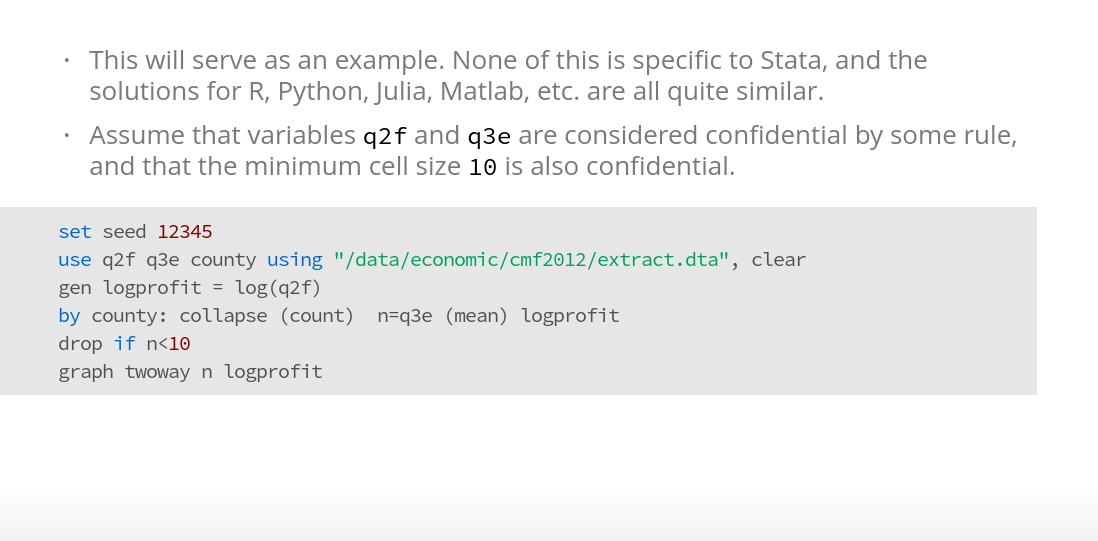 • This will serve as an example. None of this is specific to Stata, and the
solutions for R, Python, Julia, Matlab, etc. are all quite similar.
• Assume that variables q2f and q3e are considered confidential by some rule,
and that the minimum cell size 10 is also confidential.
set seed 12345
use q2f q3e county using "/data/economic/cmf2012/extract.dta", clear
gen logprofit = log(q2f)
by county: collapse (count)  n=q3e (mean) logprofit
drop if n<10
graph twoway n logprofit